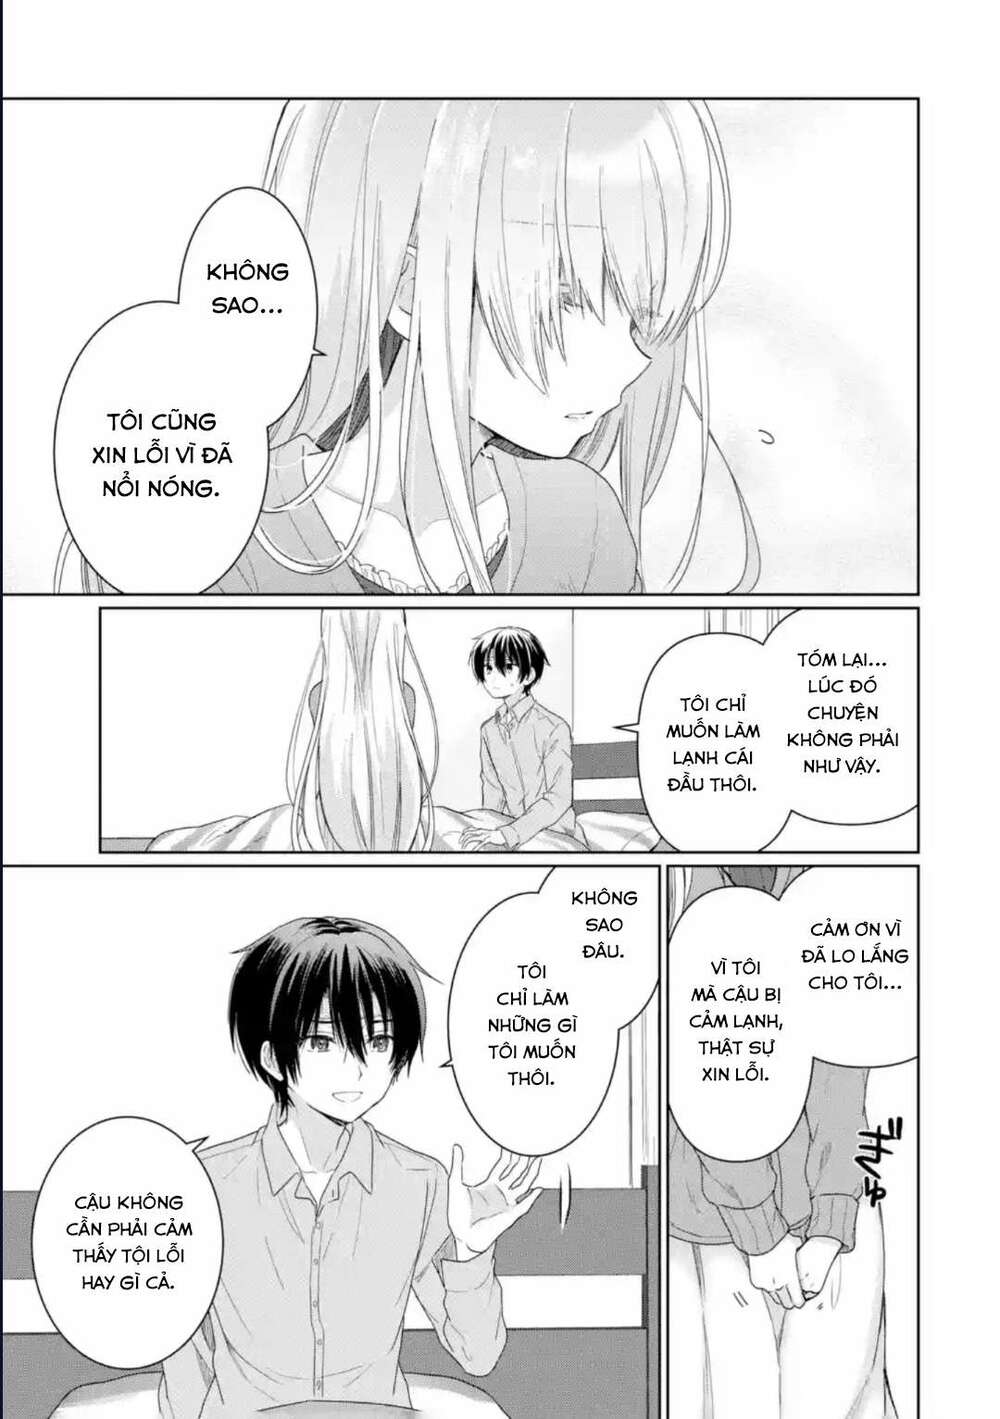 KHÔNG
SAO...
TÔI CŨNG
XIN LỖI VÌ ĐÃ
NỔI NÓNG.
TÓM LẠI...
LÚC ĐÓ
CHUYỆN
KHÔNG PHẢI
NHƯ VẬY.
TÔI CHỈ
MUỐN LÀM
LẠNH CÁI
ĐẦU THÔI.
CẢM ƠN VÌ
ĐÃ LO LẮNG
CHO TÔI...
VÌ TÔI
MÀ CẬU BỊ
CẢM LẠNH,
THẬT SỰ
XIN LỖI.
KHÔNG
SAO
ĐÂU.
TÔI
CHỈ LÀM
NHỮNG GÌ
TÔI MUỐN
THÔI.
CẬU KHÔNG
CẦN PHẢI CẢM
THẤY TỘI LỖI
HAY GÌ CẢ.